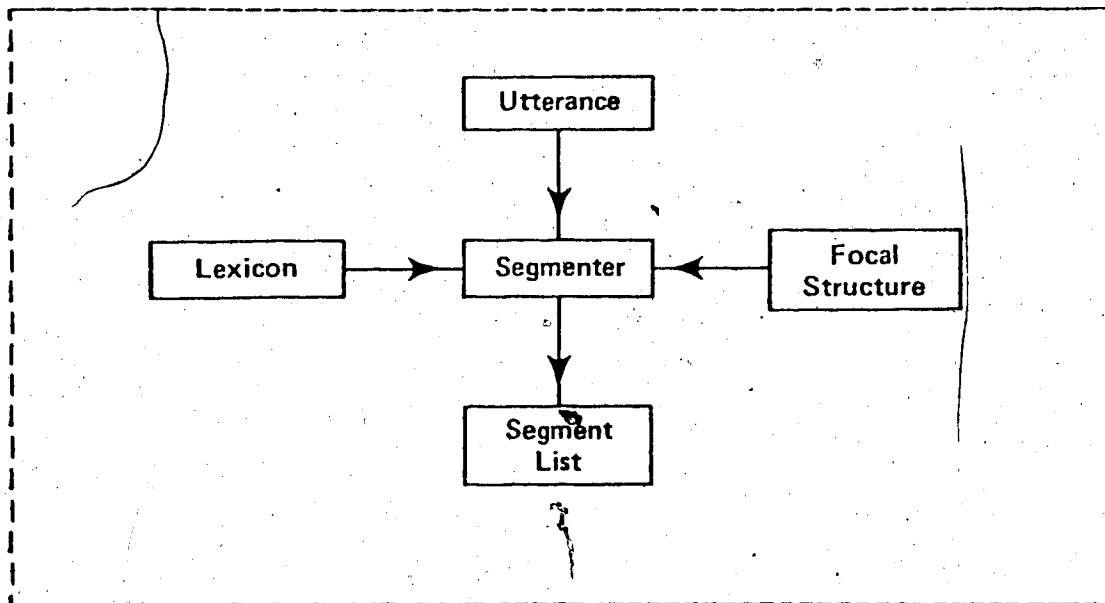 Utterance
Lexicon
Segmenter
Focal
Structure
Segment
List